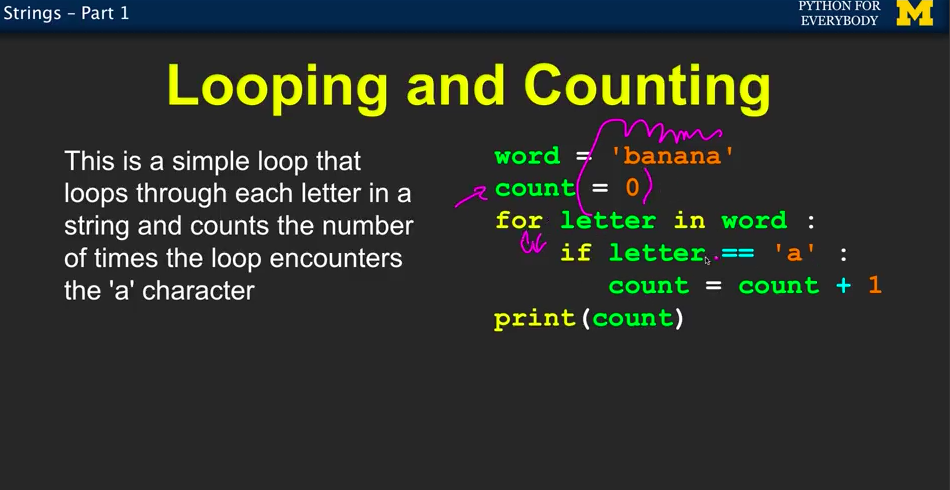 Strings – Part 1
PYTHON FOR
EVERYBODY
M
Looping and Counting
This is a simple loop that
loops through each letter in a
string and counts the number
of times the loop encounters
the 'a' character
word = 'banana'
count = 0
for letter in word :
    if letter == 'a' :
        count = count + 1
print(count)